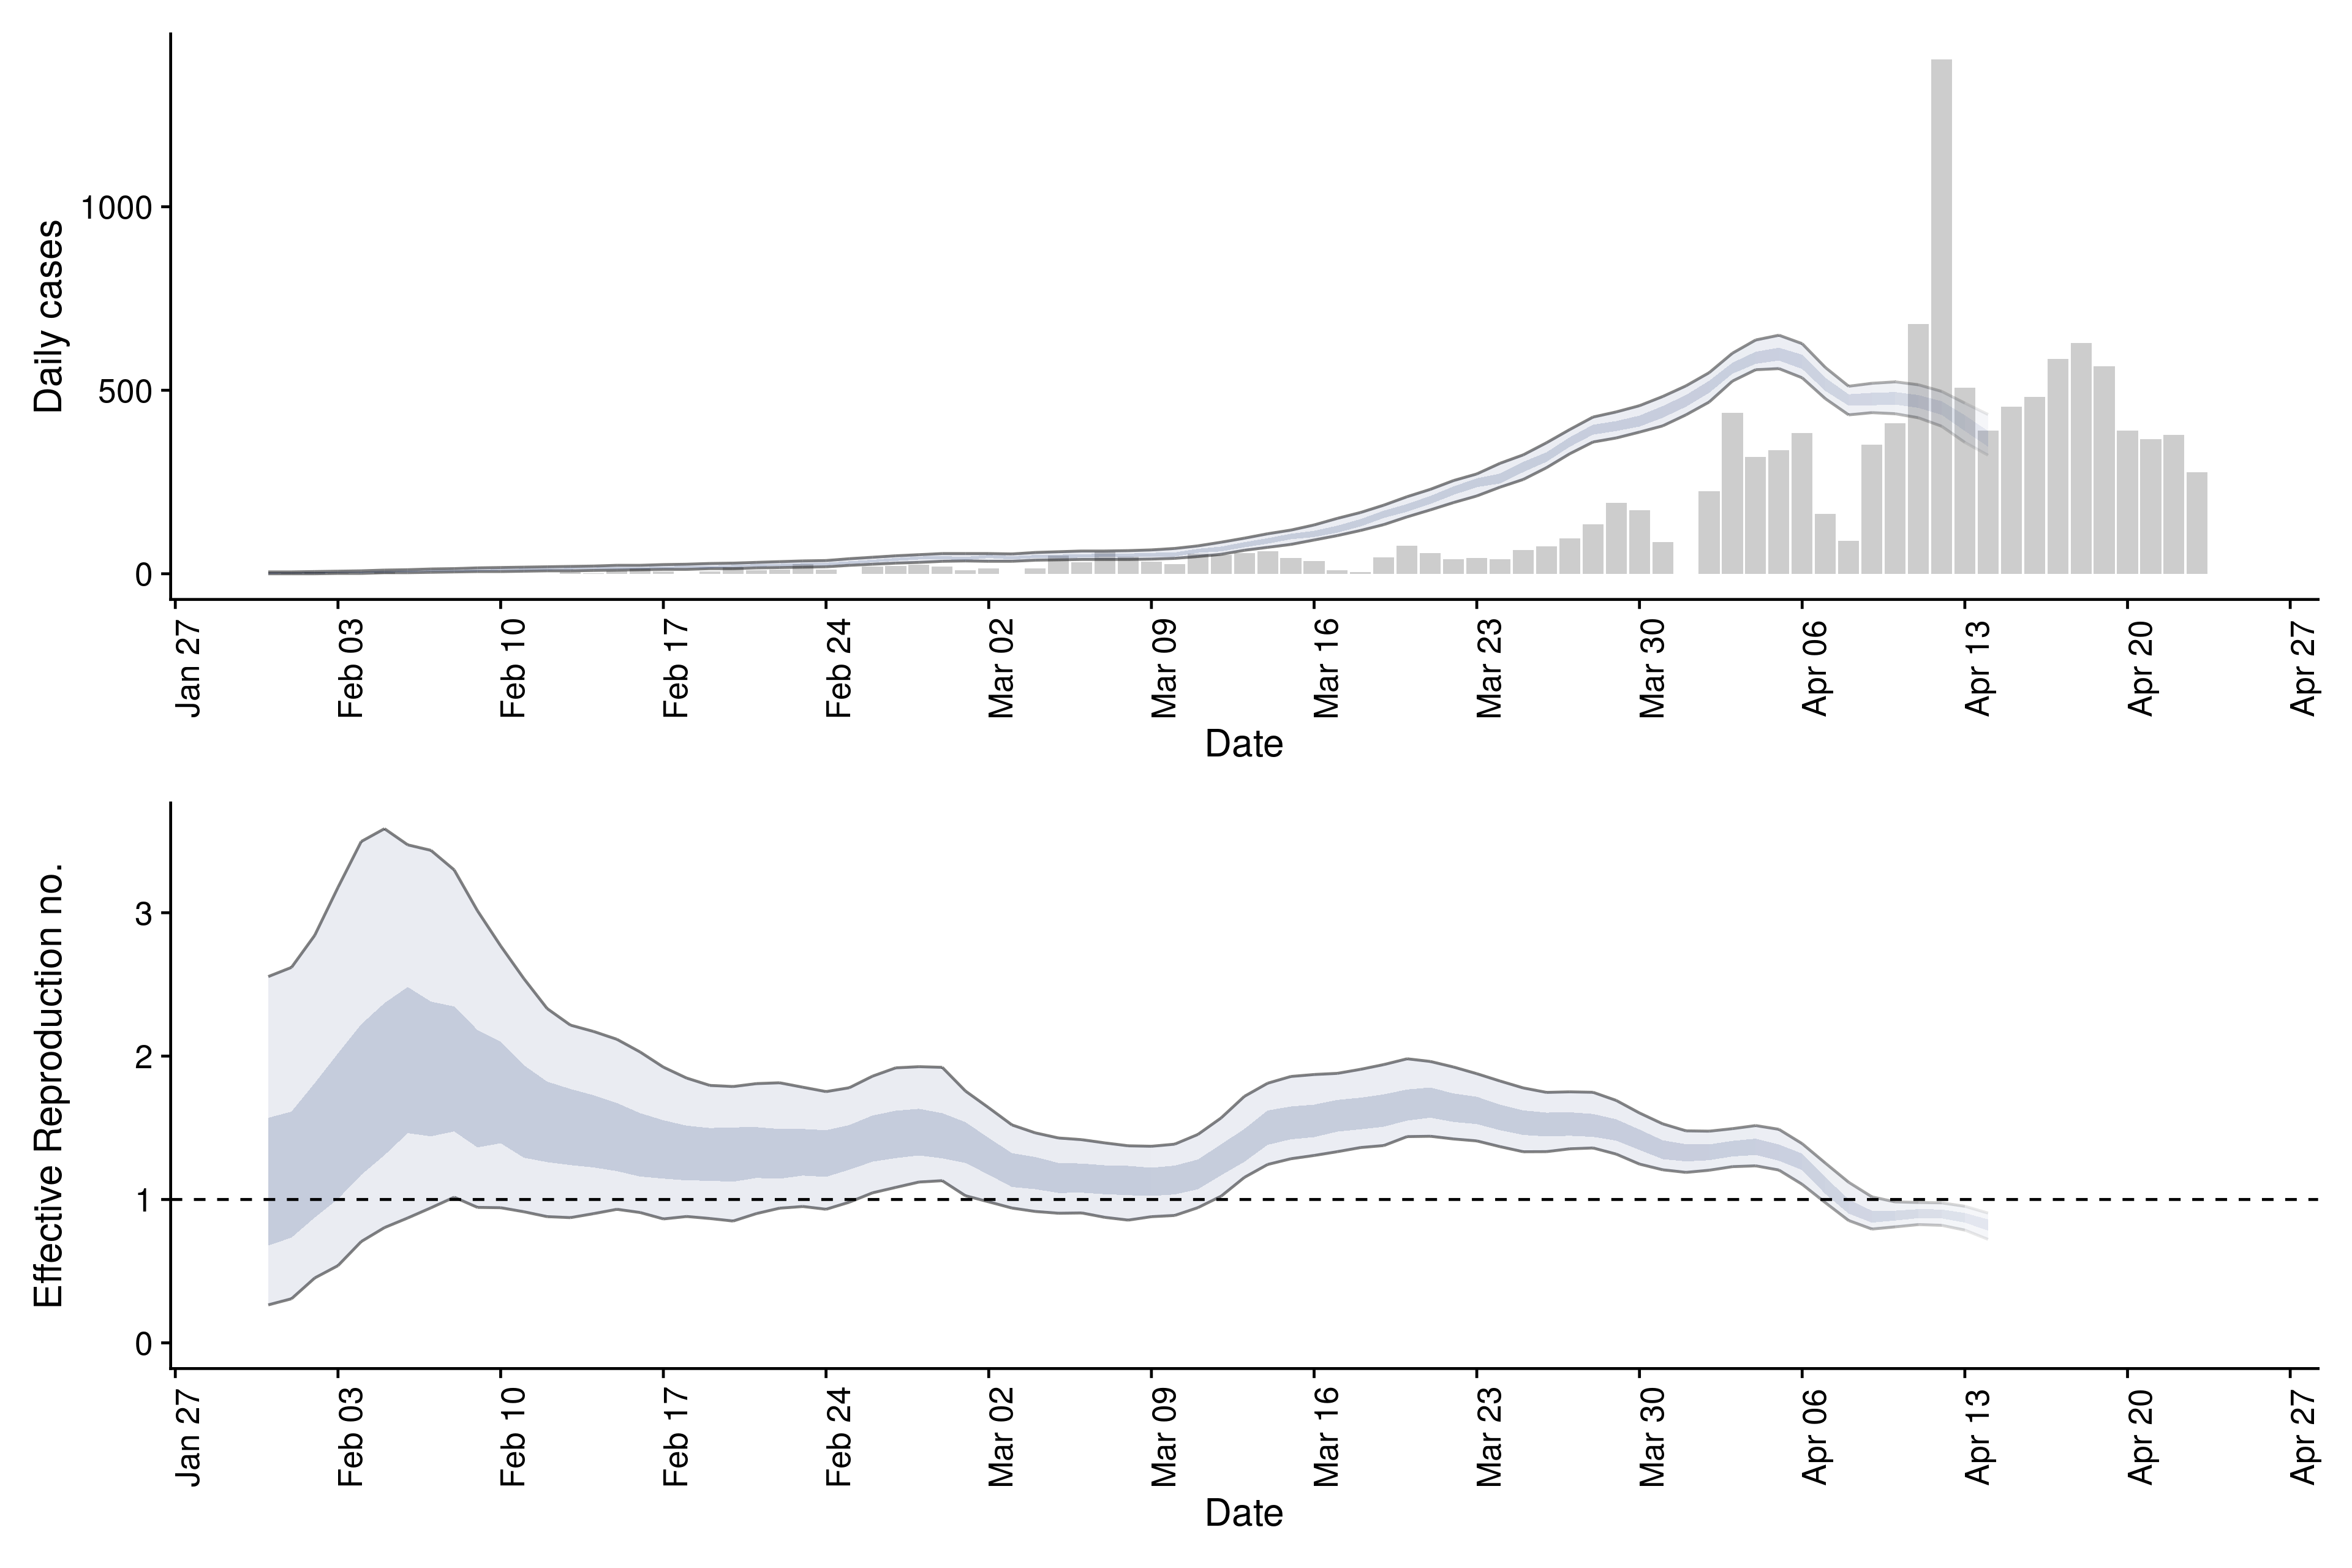 Daily cases
1000
500
0
Jan 27
Feb 03
Feb 10
Feb 17
Feb 24
Mar 02
Mar 09
Mar 16
Mar 23
Mar 30
Apr 06
Apr 13
Apr 20
Apr 27
Date
Effective Reproduction no.
3
2
1
0
Jan 27
Feb 03
Feb 10
Feb 17
Feb 24
Mar 02
Mar 09
Mar 16
Mar 23
Mar 30
Apr 06
Apr 13
Apr 20
Apr 27
Date